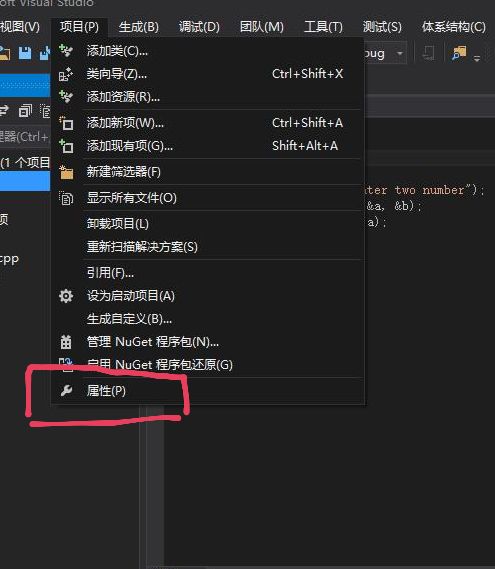 soft Visual Studio
视图(V) 项目(P) 生成(B) 调试(D) 团队(M) 工具(T) 测试(S) 体系结构(C)
添加类(C)...
bug
类向导(Z)... Ctrl+Shift+X
添加资源(R)...
添加新项(W)... Ctrl+Shift+A
理器(Ctrl+
添加现有项(G)... Shift+Alt+A
(1 个项目
新建筛选器(F)
nter two number");
显示所有文件(O)
&a, &b);
卸载项目(L)
a);
项
重新扫描解决方案(S)
cpp
引用(F)...
设为启动项目(A)
生成自定义(B)...
管理 NuGet 程序包(N)...
启用 NuGet 程序包还原(G)
属性(P)